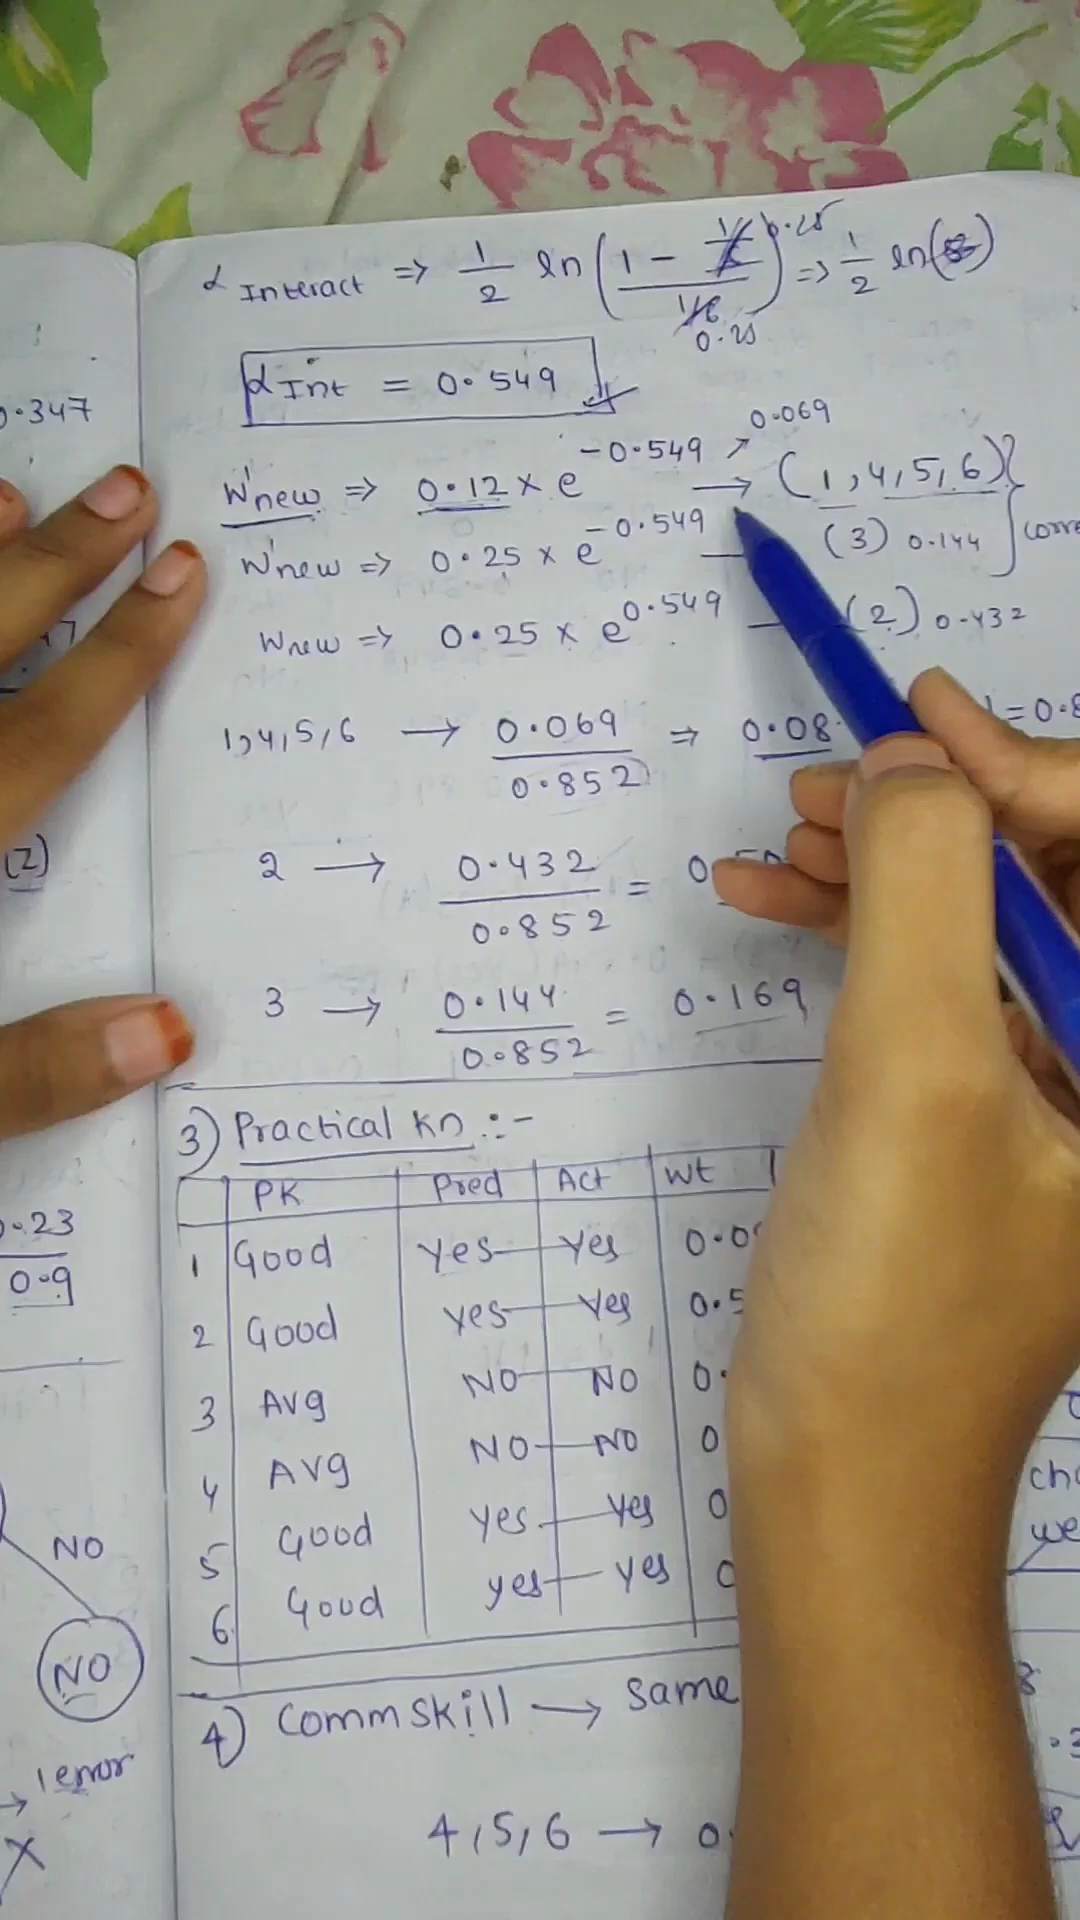 0.347
(2)
0.23
0.9
NO
NO
1 error
X
α Interact ⇒ 1/2 ln (1 - 0.25 / 0.25) ⇒ 1/2 ln
α Int = 0.549
W'new ⇒ 0.12 × e^-0.549 → 0.069 (1,4,5,6)
W'new ⇒ 0.25 × e^-0.549 — (3) 0.144
Wnew ⇒ 0.25 × e^0.549 — (2) 0.432
1,4,5,6 → 0.069 / 0.852 ⇒ 0.08
2 → 0.432 / 0.852 =
3 → 0.144 / 0.852 = 0.169
3) Practical Kn :-
PK Pred Act Wt
1 Good Yes Yes
2 Good Yes Yes
3 Avg NO NO
4 Avg NO NO
5 Good Yes Yes
6 Good Yes Yes
4) Comm skill → same
4,5,6 →